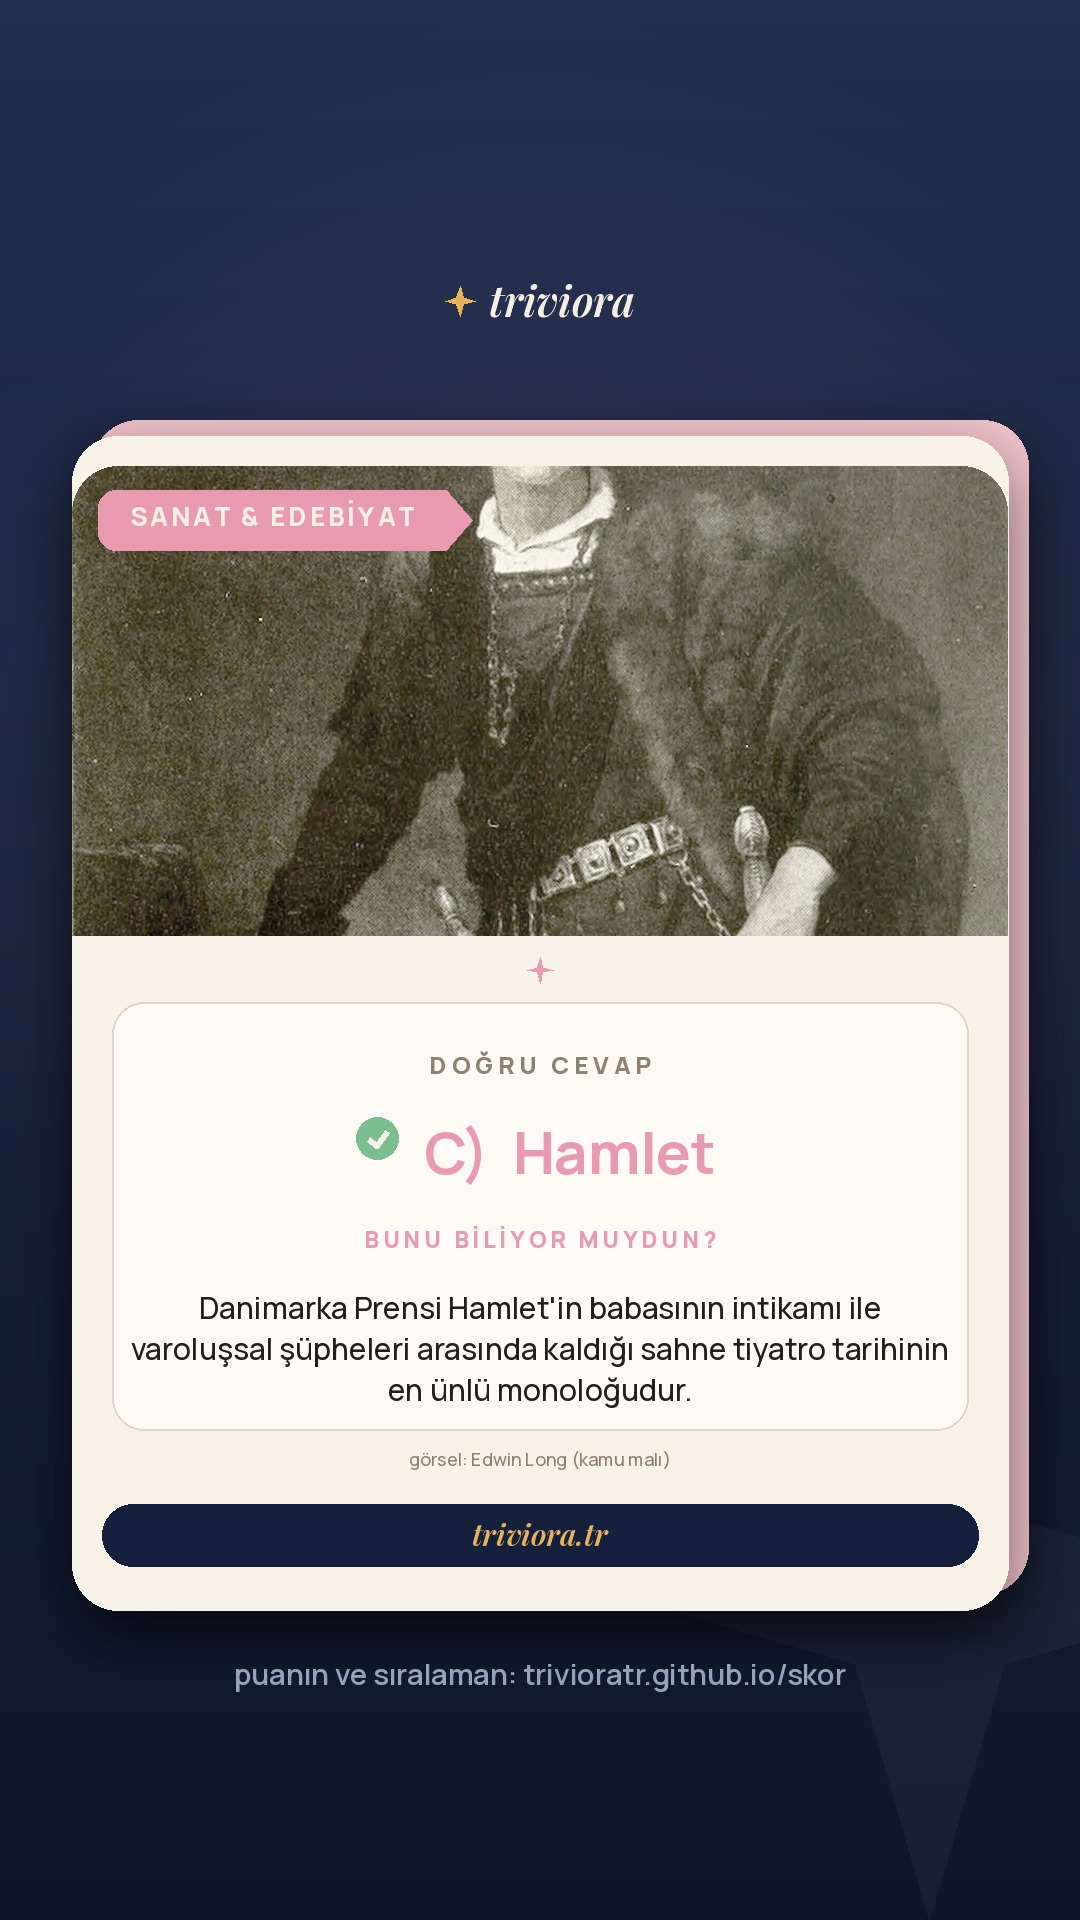 triviora
SANAT & EDEBİYAT
DOĞRU CEVAP
C) Hamlet
BUNU BİLİYOR MUYDUN?
Danimarka Prensi Hamlet'in babasının intikamı ile
varoluşsal şüpheleri arasında kaldığı sahne tiyatro tarihinin
en ünlü monoloğudur.
görsel: Edwin Long (kamu malı)
triviora.tr
puanın ve sıralaman: trivioratr.github.io/skor